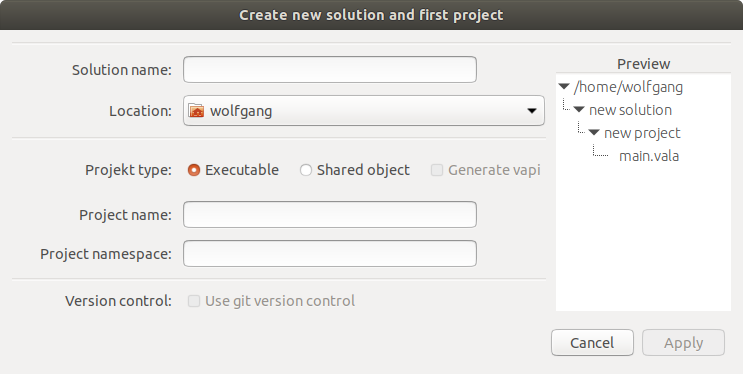 Create new solution and first project
Solution name:
Location: wolfgang
Projekt type: Executable Shared object Generate vapi
Project name:
Project namespace:
Version control: Use git version control
Preview
/home/wolfgang
new solution
new project
main.vala
Cancel Apply